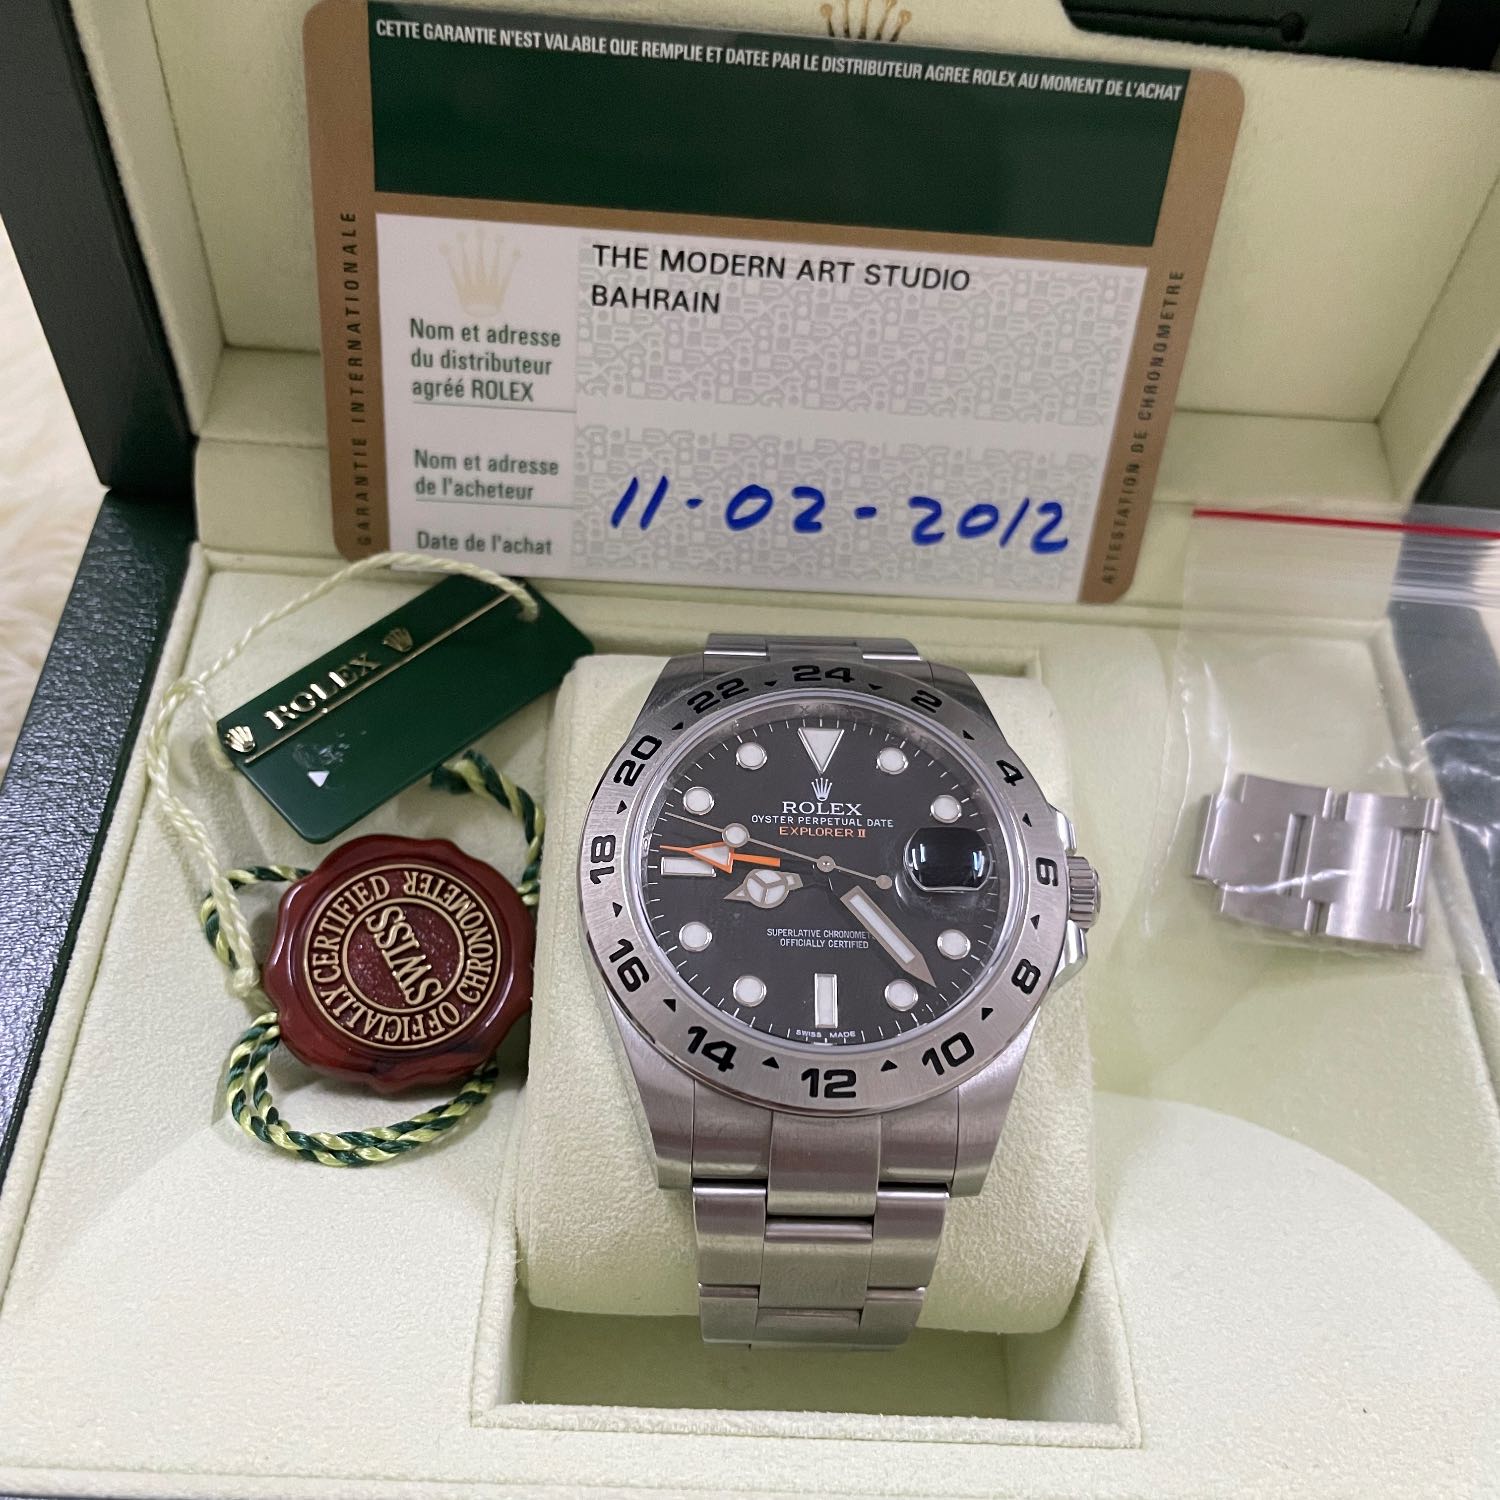 CETTE GARANTIE N'EST VALABLE QUE REMPLIE ET DATEE PAR LE DISTRIBUTEUR AGREE ROLEX AU MOMENT DE L'ACHAT
GARANTIE INTERNATIONALE
ATTESTATION DE CHRONOMETRE
THE MODERN ART STUDIO
BAHRAIN
Nom et adresse
du distributeur
agréé ROLEX
Nom et adresse
de l'acheteur
Date de l'achat
11-02-2012
ROLEX
OFFICIALLY CERTIFIED CHRONOMETER
SWISS
24
2
4
6
8
10
12
14
16
18
20
22
ROLEX
OYSTER PERPETUAL DATE
EXPLORER II
SUPERLATIVE CHRONOMET
OFFICIALLY CERTIFIED
SWISS MADE